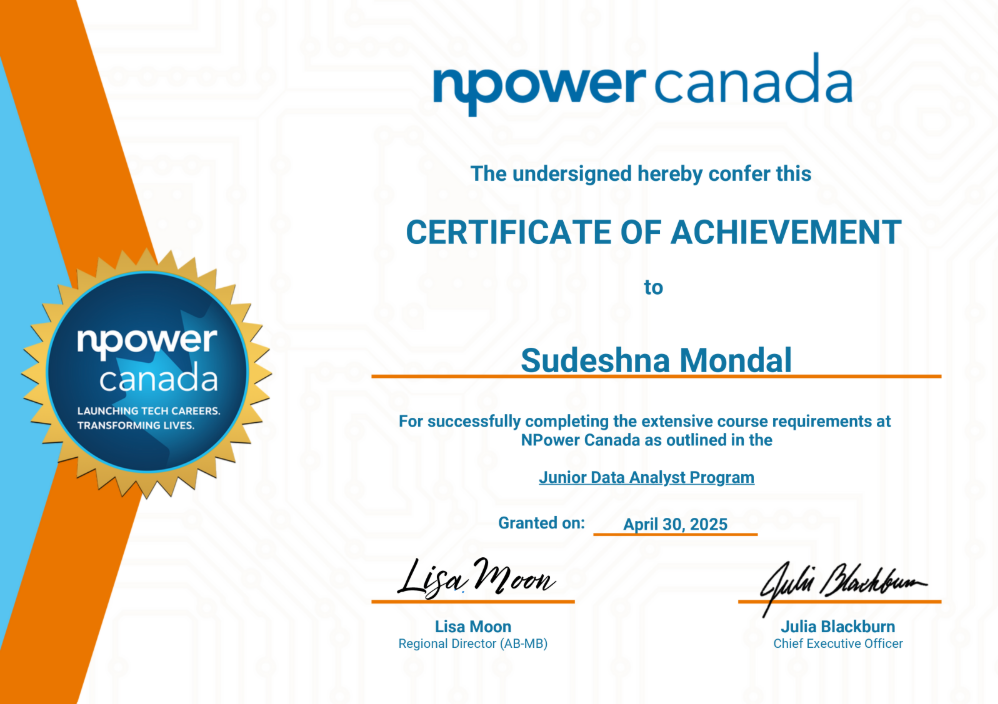 npower canada
The undersigned hereby confer this
CERTIFICATE OF ACHIEVEMENT
to
Sudeshna Mondal
npower
canada
LAUNCHING TECH CAREERS.
TRANSFORMING LIVES.
For successfully completing the extensive course requirements at
NPower Canada as outlined in the
Junior Data Analyst Program
Granted on: April 30, 2025
Lisa Moon
Julia Blackburn
Lisa Moon
Regional Director (AB-MB)
Julia Blackburn
Chief Executive Officer